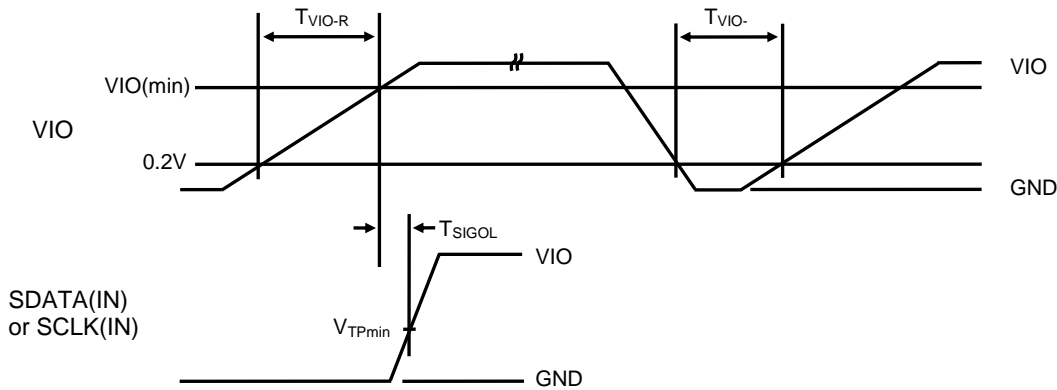 TVIO-R
TVIO-
VIO(min)
VIO
VIO
0.2V
GND
TSIGOL
VIO
SDATA(IN)
or SCLK(IN)
VTPmin
GND